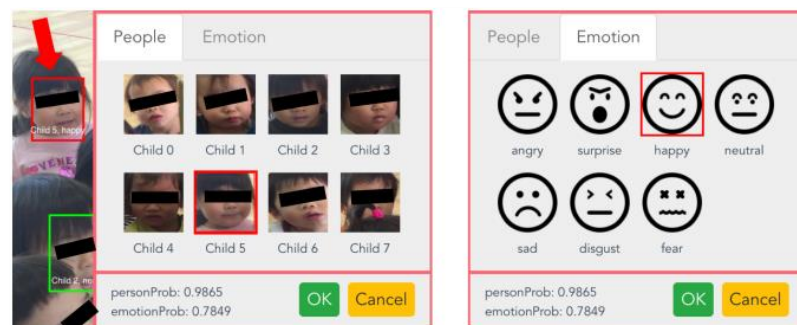 People Emotion
Child 0 Child 1 Child 2 Child 3
Child 4 Child 5 Child 6 Child 7
Child 5, happy
Child 2,
personProb: 0.9865
emotionProb: 0.7849
OK Cancel
People Emotion
angry surprise happy neutral
sad disgust fear
personProb: 0.9865
emotionProb: 0.7849
OK Cancel